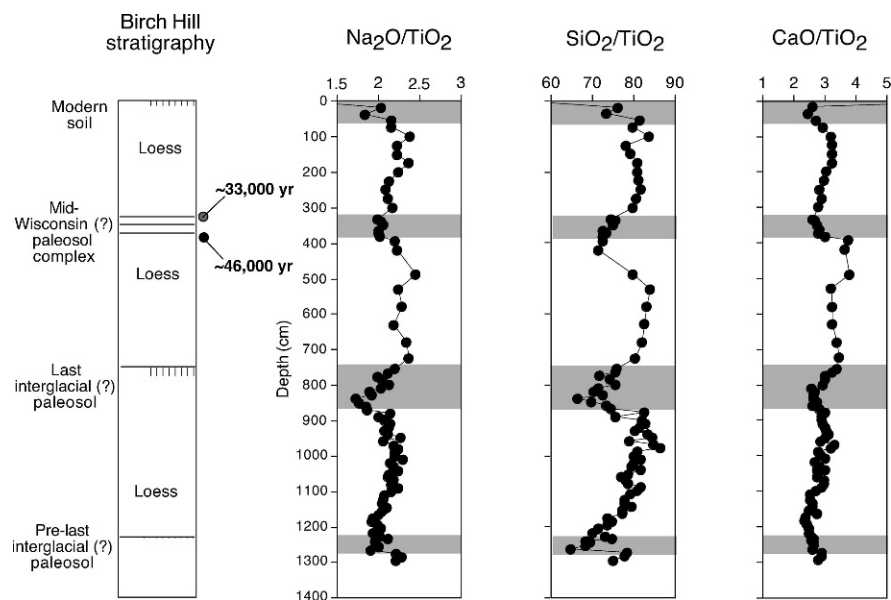 Birch Hill
stratigraphy
Na₂O/TiO₂
SiO₂/TiO₂
CaO/TiO₂
1.5 2 2.5 3
60 70 80 90
1 2 3 4 5
Modern
soil
Loess
~33,000 yr
Mid-
Wisconsin (?)
paleosol
complex
~46,000 yr
Loess
Last
interglacial (?)
paleosol
Loess
Pre-last
interglacial (?)
paleosol
Depth (cm)
0
100
200
300
400
500
600
700
800
900
1000
1100
1200
1300
1400